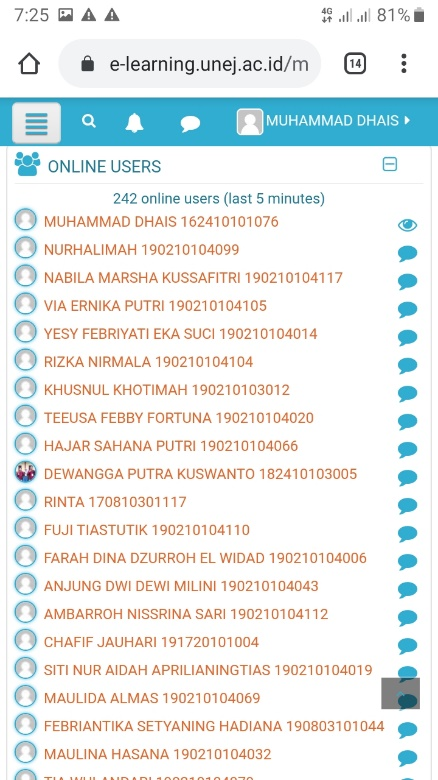 7:25 4G 81%
e-learning.unej.ac.id/m 14
MUHAMMAD DHAIS
ONLINE USERS
242 online users (last 5 minutes)
MUHAMMAD DHAIS 162410101076
NURHALIMAH 190210104099
NABILA MARSHA KUSSAFITRI 190210104117
VIA ERNIKA PUTRI 190210104105
YESY FEBRIYATI EKA SUCI 190210104014
RIZKA NIRMALA 190210104104
KHUSNUL KHOTIMAH 190210103012
TEEUSA FEBBY FORTUNA 190210104020
HAJAR SAHANA PUTRI 190210104066
DEWANGGA PUTRA KUSWANTO 182410103005
RINTA 170810301117
FUJI TIASTUTIK 190210104110
FARAH DINA DZURROH EL WIDAD 190210104006
ANJUNG DWI DEWI MILINI 190210104043
AMBARROH NISSRINA SARI 190210104112
CHAFIF JAUHARI 191720101004
SITI NUR AIDAH APRILIANINGTIAS 190210104019
MAULIDA ALMAS 190210104069
FEBRIANTIKA SETYANING HADIANA 190803101044
MAULINA HASANA 190210104032